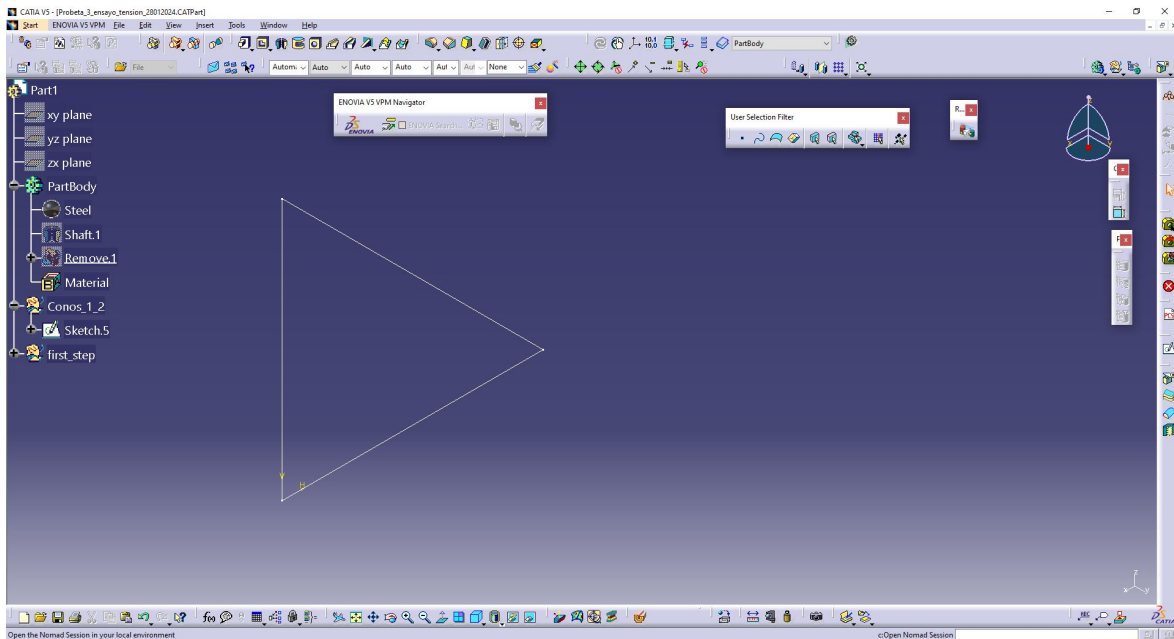 CATIA V5 - [Probeta_3_ensayo_tension_28012024.CATPart]
Start ENOVIA V5 VPM File Edit View Insert Tools Window Help
PartBody
File
Autom: Auto Auto Auto Aut Aut None
Part1
xy plane
yz plane
zx plane
PartBody
Steel
Shaft.1
Remove.1
Material
Conos_1_2
Sketch.5
first_step
ENOVIA V5 VPM Navigator
ENOVIA ENOVIA Search...
User Selection Filter
R...
V
H
z
x y
Open the Nomad Session in your local environment
c:Open Nomad Session